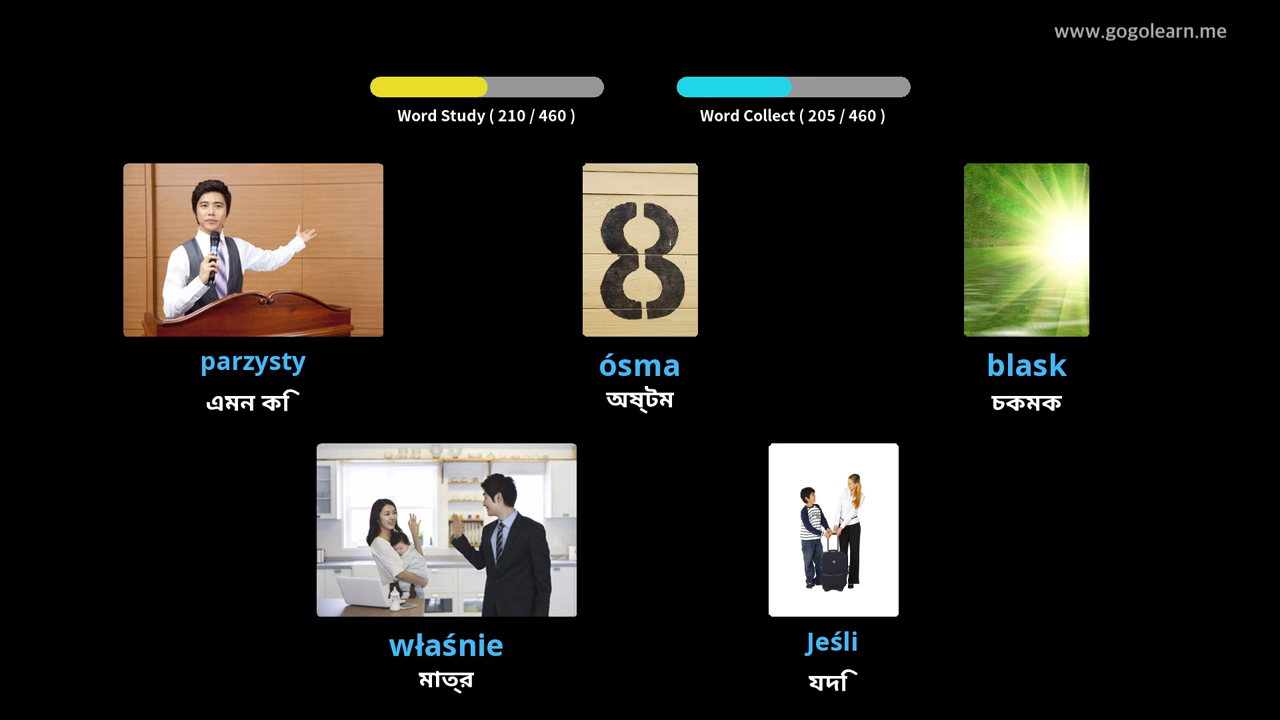 www.gogolearn.me
Word Study ( 210 / 460 )
Word Collect ( 205 / 460 )
8
parzysty
এমন কি
ósma
অষ্টম
blask
চকমক
właśnie
মাত্র
Jeśli
যদি